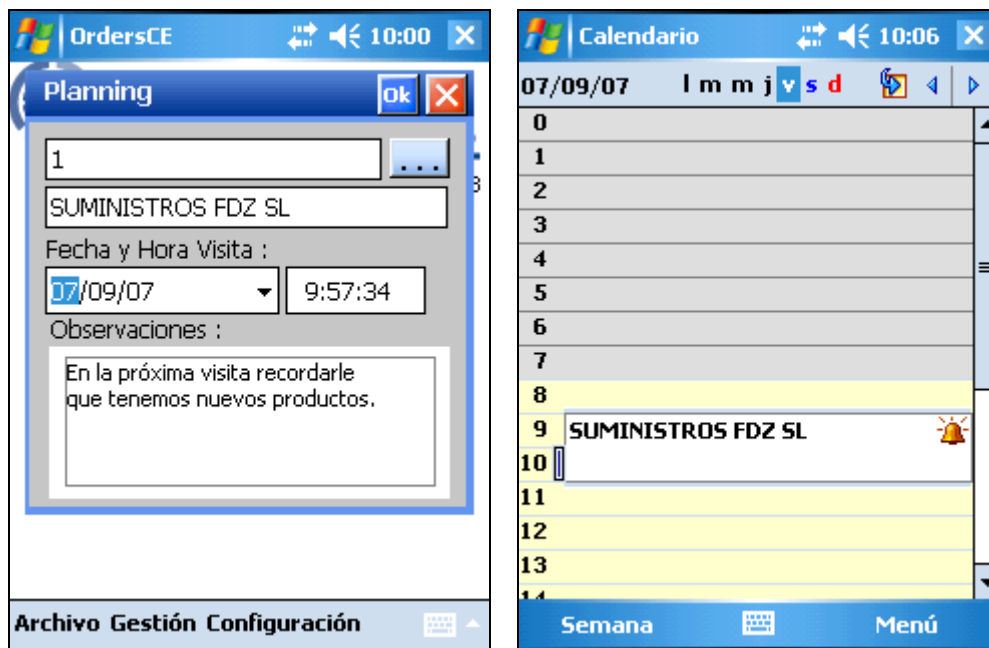 OrdersCE 10:00
Planning Ok
1 ...
SUMINISTROS FDZ SL
Fecha y Hora Visita :
07/09/07 9:57:34
Observaciones :
En la próxima visita recordarle
que tenemos nuevos productos.
Archivo Gestión Configuración
Calendario 10:06
07/09/07 l m m j v s d
0
1
2
3
4
5
6
7
8
9 SUMINISTROS FDZ SL
10
11
12
13
14
Semana Menú